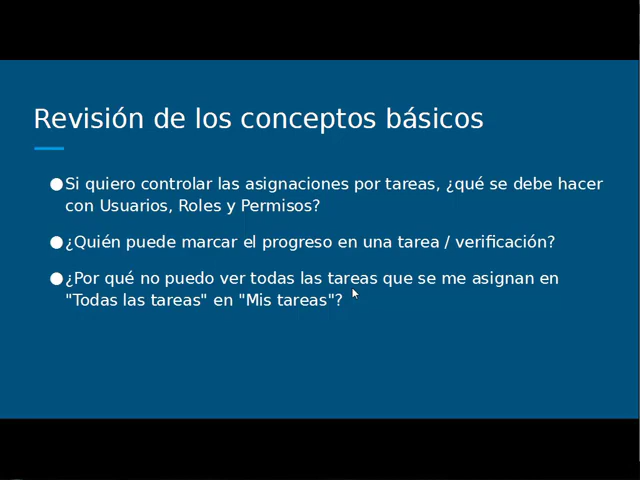 Revisión de los conceptos básicos
●Si quiero controlar las asignaciones por tareas, ¿qué se debe hacer
con Usuarios, Roles y Permisos?
●¿Quién puede marcar el progreso en una tarea / verificación?
●¿Por qué no puedo ver todas las tareas que se me asignan en
"Todas las tareas" en "Mis tareas"?